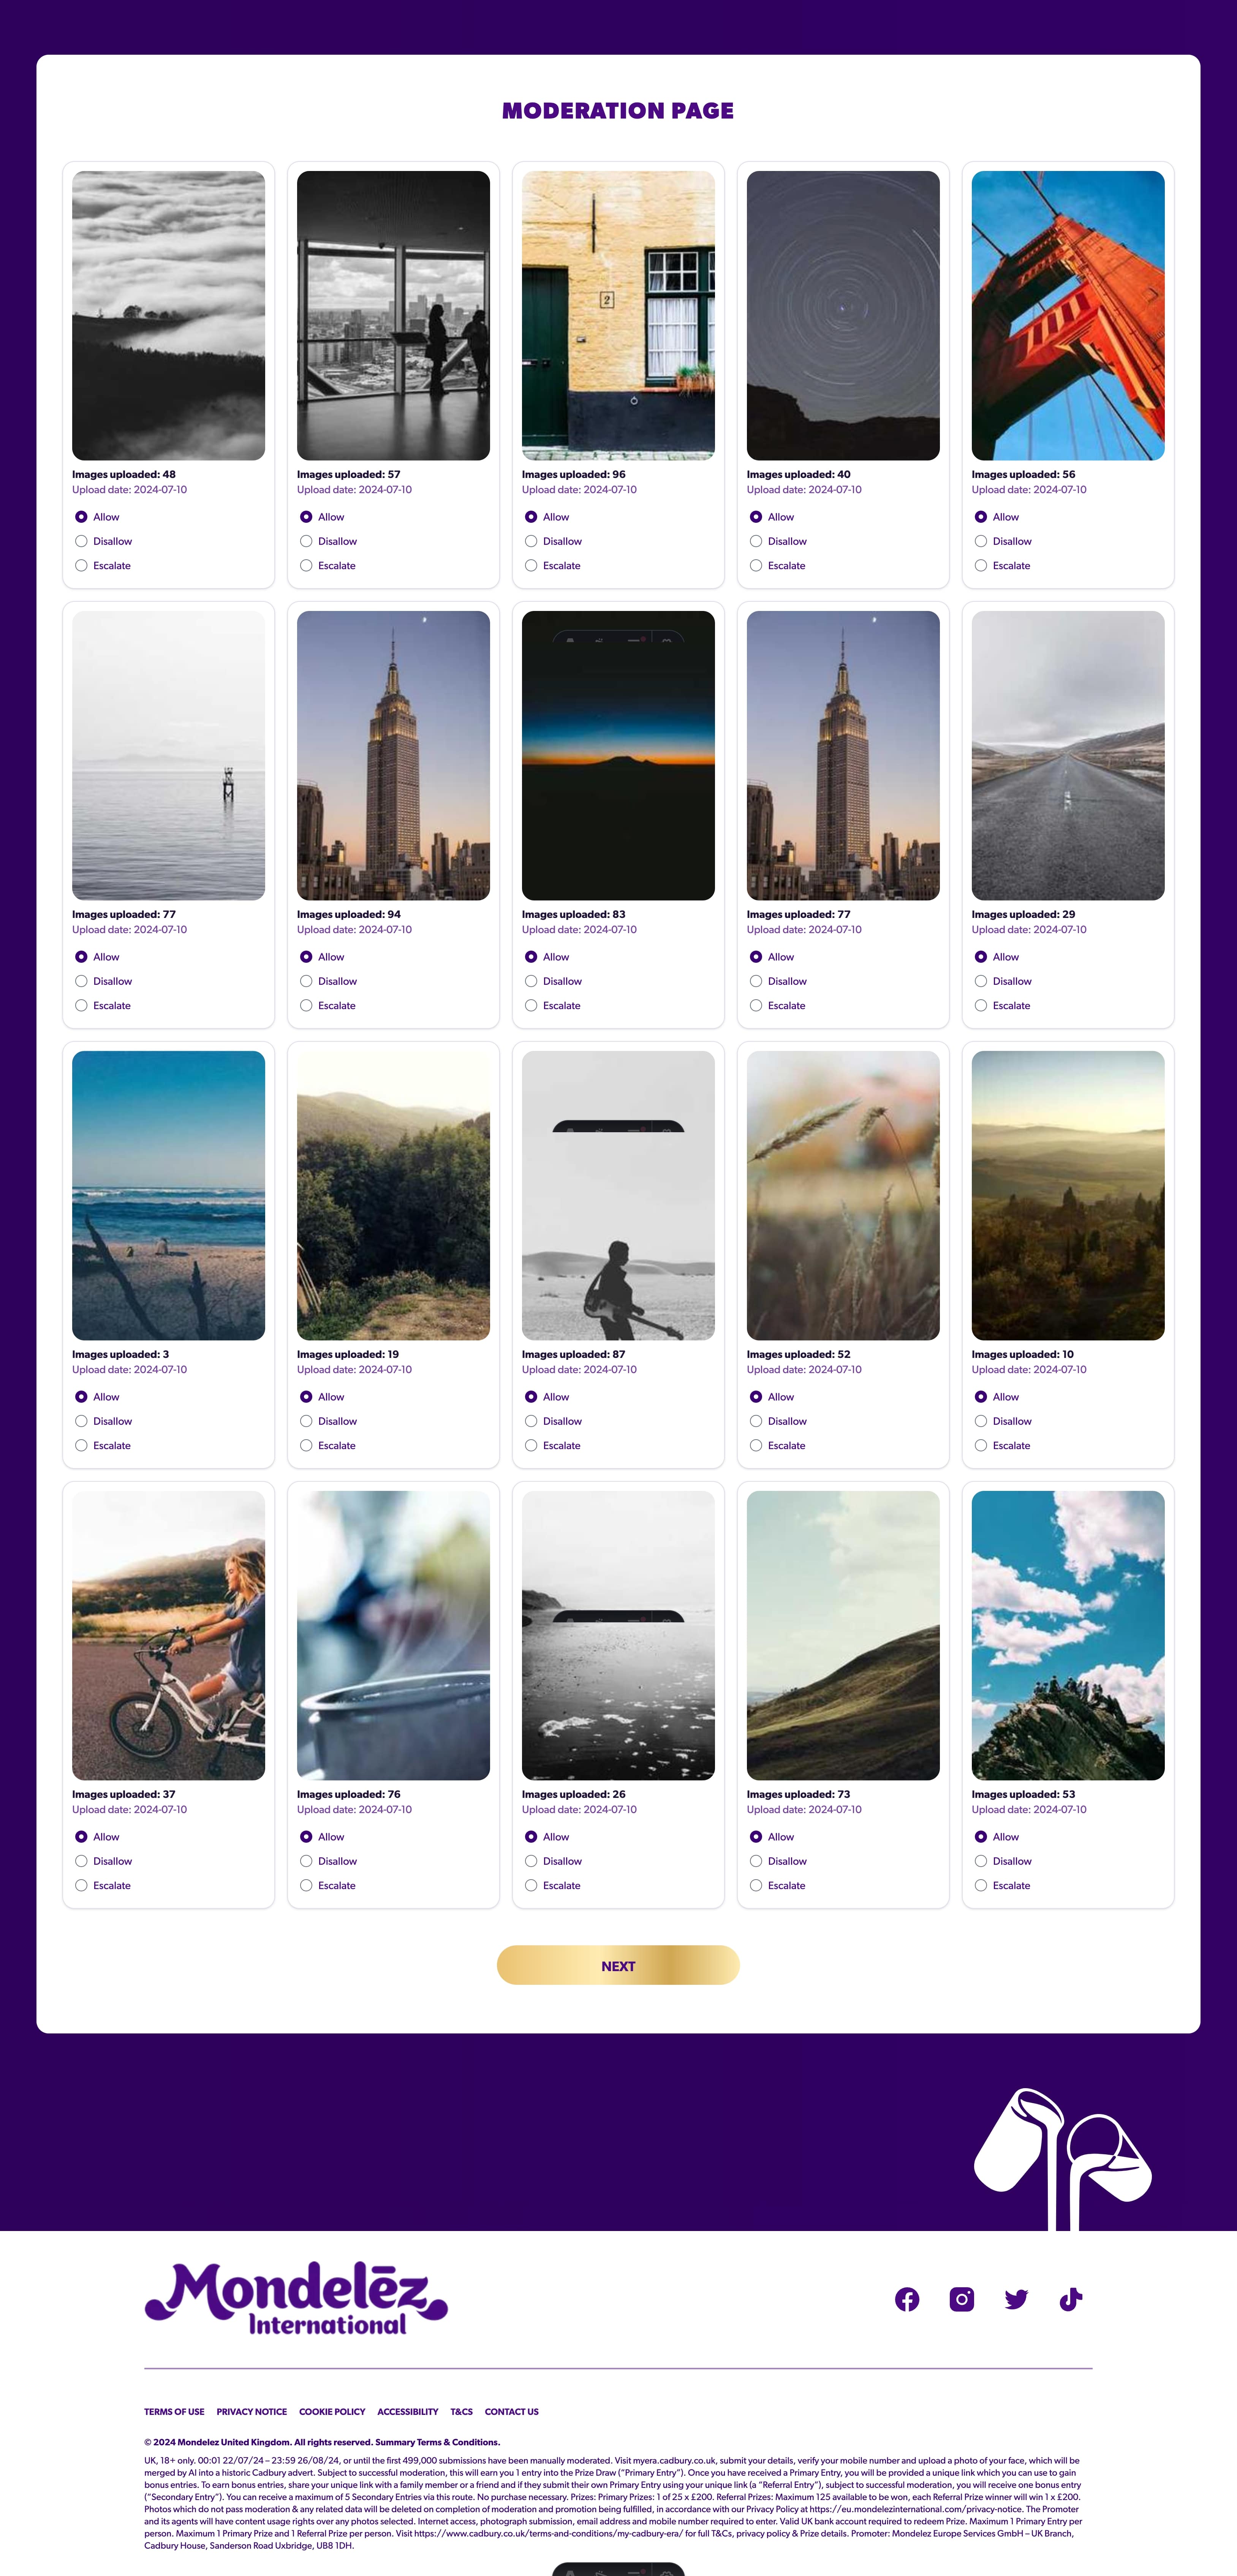 MODERATION PAGE
2
Images uploaded: 48
Upload date: 2024-07-10
Allow
Disallow
Escalate
Images uploaded: 57
Upload date: 2024-07-10
Allow
Disallow
Escalate
Images uploaded: 96
Upload date: 2024-07-10
Allow
Disallow
Escalate
Images uploaded: 40
Upload date: 2024-07-10
Allow
Disallow
Escalate
Images uploaded: 56
Upload date: 2024-07-10
Allow
Disallow
Escalate
Images uploaded: 77
Upload date: 2024-07-10
Allow
Disallow
Escalate
Images uploaded: 94
Upload date: 2024-07-10
Allow
Disallow
Escalate
Images uploaded: 83
Upload date: 2024-07-10
Allow
Disallow
Escalate
Images uploaded: 77
Upload date: 2024-07-10
Allow
Disallow
Escalate
Images uploaded: 29
Upload date: 2024-07-10
Allow
Disallow
Escalate
Images uploaded: 3
Upload date: 2024-07-10
Allow
Disallow
Escalate
Images uploaded: 19
Upload date: 2024-07-10
Allow
Disallow
Escalate
Images uploaded: 87
Upload date: 2024-07-10
Allow
Disallow
Escalate
Images uploaded: 52
Upload date: 2024-07-10
Allow
Disallow
Escalate
Images uploaded: 10
Upload date: 2024-07-10
Allow
Disallow
Escalate
Images uploaded: 37
Upload date: 2024-07-10
Allow
Disallow
Escalate
Images uploaded: 76
Upload date: 2024-07-10
Allow
Disallow
Escalate
Images uploaded: 26
Upload date: 2024-07-10
Allow
Disallow
Escalate
Images uploaded: 73
Upload date: 2024-07-10
Allow
Disallow
Escalate
Images uploaded: 53
Upload date: 2024-07-10
Allow
Disallow
Escalate
NEXT
Mondelēz
International
TERMS OF USE PRIVACY NOTICE COOKIE POLICY ACCESSIBILITY T&CS CONTACT US
© 2024 Mondelez United Kingdom. All rights reserved. Summary Terms & Conditions.
UK, 18+ only. 00:01 22/07/24 – 23:59 26/08/24, or until the first 499,000 submissions have been manually moderated. Visit myera.cadbury.co.uk, submit your details, verify your mobile number and upload a photo of your face, which will be
merged by AI into a historic Cadbury advert. Subject to successful moderation, this will earn you 1 entry into the Prize Draw (“Primary Entry”). Once you have received a Primary Entry, you will be provided a unique link which you can use to gain
bonus entries. To earn bonus entries, share your unique link with a family member or a friend and if they submit their own Primary Entry using your unique link (a “Referral Entry”), subject to successful moderation, you will receive one bonus entry
(“Secondary Entry”). You can receive a maximum of 5 Secondary Entries via this route. No purchase necessary. Prizes: Primary Prizes: 1 of 25 x £200. Referral Prizes: Maximum 125 available to be won, each Referral Prize winner will win 1 x £200.
Photos which do not pass moderation & any related data will be deleted on completion of moderation and promotion being fulfilled, in accordance with our Privacy Policy at https://eu.mondelezinternational.com/privacy-notice. The Promoter
and its agents will have content usage rights over any photos selected. Internet access, photograph submission, email address and mobile number required to enter. Valid UK bank account required to redeem Prize. Maximum 1 Primary Entry per
person. Maximum 1 Primary Prize and 1 Referral Prize per person. Visit https://www.cadbury.co.uk/terms-and-conditions/my-cadbury-era/ for full T&Cs, privacy policy & Prize details. Promoter: Mondelez Europe Services GmbH – UK Branch,
Cadbury House, Sanderson Road Uxbridge, UB8 1DH.